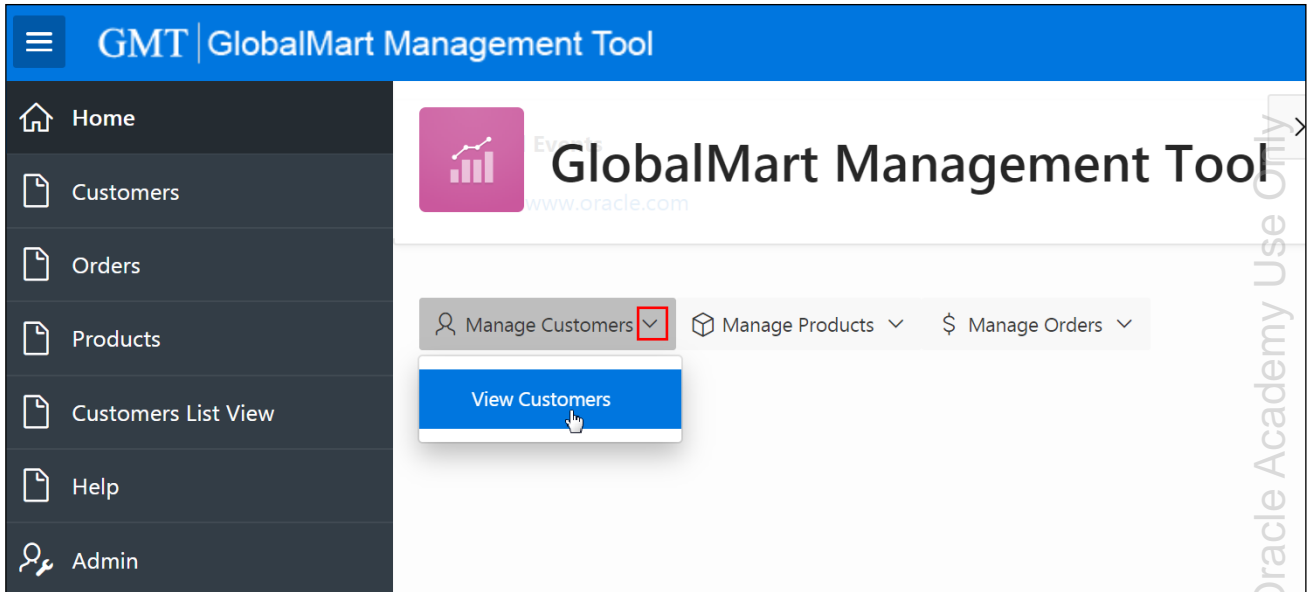 GMT GlobalMart Management Tool
Home
Customers
Orders
Products
Customers List View
Help
Admin
Events
GlobalMart Management Tool
www.oracle.com
Manage Customers
Manage Products
$ Manage Orders
View Customers
Oracle Academy Use Only